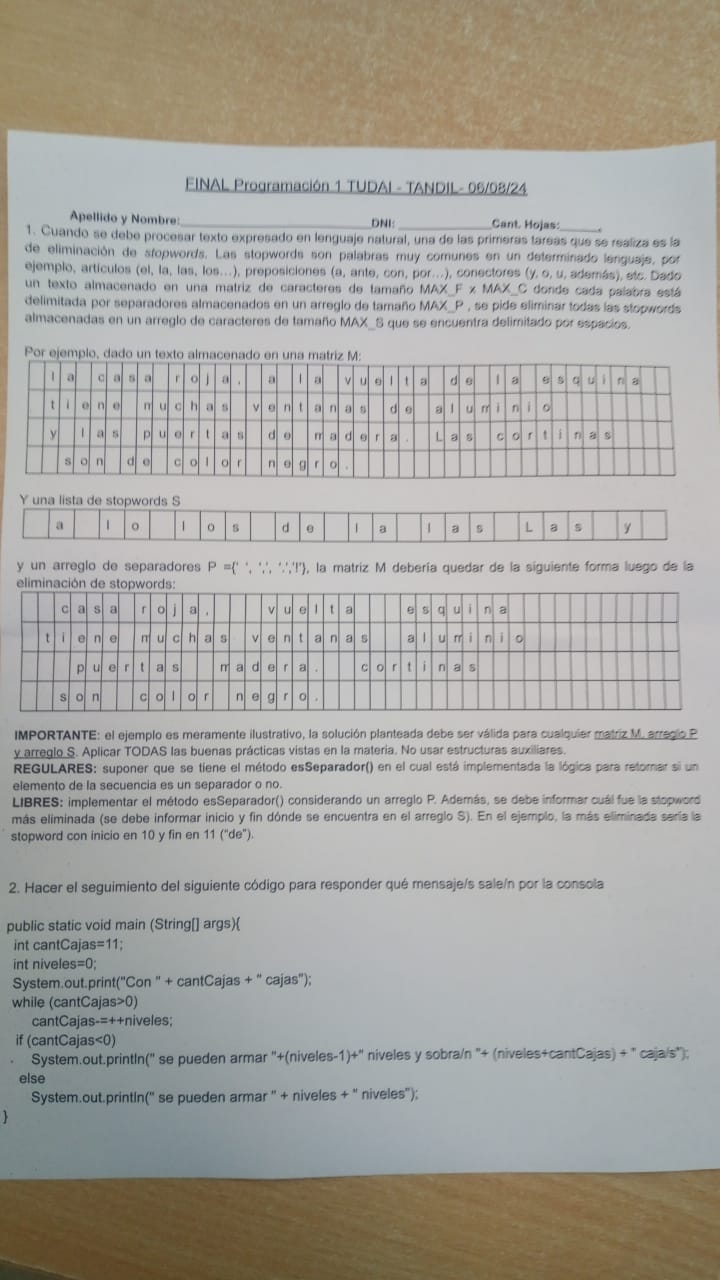 FINAL Programación 1 TUDAI - TANDIL- 06/08/24
Apellido y Nombre:____________________________DNI: ______________Cant. Hojas:______.
1. Cuando se debe procesar texto expresado en lenguaje natural, una de las primeras tareas que se realiza es la
de eliminación de stopwords. Las stopwords son palabras muy comunes en un determinado lenguaje, por
ejemplo, artículos (el, la, las, los...), preposiciones (a, ante, con, por...), conectores (y, o, u, además), etc. Dado
un texto almacenado en una matriz de caracteres de tamaño MAX_F x MAX_C donde cada palabra está
delimitada por separadores almacenados en un arreglo de tamaño MAX_P , se pide eliminar todas las stopwords
almacenadas en un arreglo de caracteres de tamaño MAX_S que se encuentra delimitado por espacios.
Por ejemplo, dado un texto almacenado en una matriz M:
l a c a s a r o j a , a l a v u e l t a d e l a e s q u i n a
t i e n e m u c h a s v e n t a n a s d e a l u m i n i o
y l a s p u e r t a s d e m a d e r a . L a s c o r t i n a s
s o n d e c o l o r n e g r o .
Y una lista de stopwords S
a l o l o s d e l a l a s L a s y
y un arreglo de separadores P ={' ', ',', '.','!'}, la matriz M debería quedar de la siguiente forma luego de la
eliminación de stopwords:
c a s a r o j a , v u e l t a e s q u i n a
t i e n e m u c h a s v e n t a n a s a l u m i n i o
p u e r t a s m a d e r a . c o r t i n a s
s o n c o l o r n e g r o .
IMPORTANTE: el ejemplo es meramente ilustrativo, la solución planteada debe ser válida para cualquier matriz M, arreglo P
y arreglo S. Aplicar TODAS las buenas prácticas vistas en la materia. No usar estructuras auxiliares.
REGULARES: suponer que se tiene el método esSeparador() en el cual está implementada la lógica para retornar si un
elemento de la secuencia es un separador o no.
LIBRES: implementar el método esSeparador() considerando un arreglo P. Además, se debe informar cuál fue la stopword
más eliminada (se debe informar inicio y fin dónde se encuentra en el arreglo S). En el ejemplo, la más eliminada sería la
stopword con inicio en 10 y fin en 11 ("de").
2. Hacer el seguimiento del siguiente código para responder qué mensaje/s sale/n por la consola
public static void main (String[] args){
int cantCajas=11;
int niveles=0;
System.out.print("Con " + cantCajas + " cajas");
while (cantCajas>0)
cantCajas-=++niveles;
if (cantCajas<0)
System.out.println(" se pueden armar "+(niveles-1)+" niveles y sobra/n "+ (niveles+cantCajas) + " caja/s");
else
System.out.println(" se pueden armar " + niveles + " niveles");
}